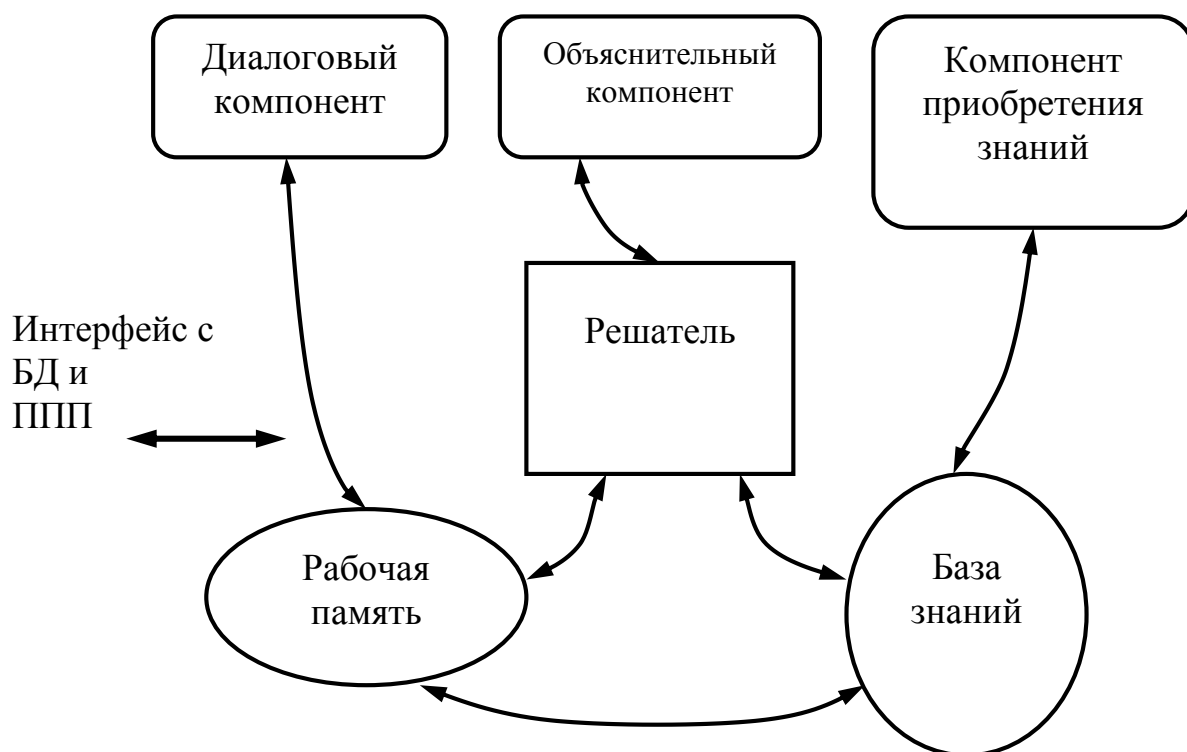 Диалоговый
компонент
Объяснительный
компонент
Компонент
приобретения
знаний
Интерфейс с
БД и
ППП
Решатель
Рабочая
память
База
знаний